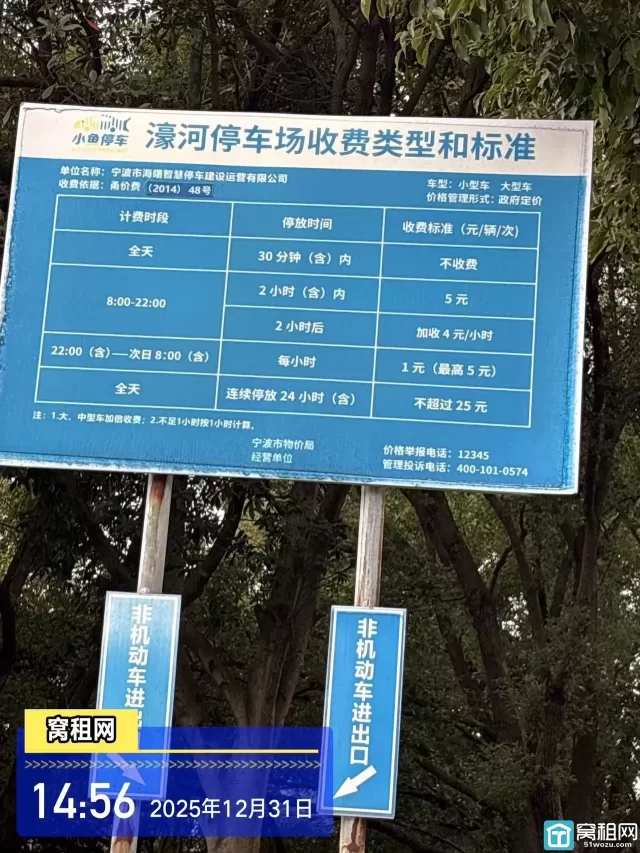 小鱼停车
濠河停车场收费类型和标准
单位名称：宁波市海曙智慧停车建设运营有限公司
收费依据：甬价费（2014）48号
车型：小型车 大型车
价格管理形式：政府定价
计费时段 停放时间 收费标准（元/辆/次）
全天 30分钟（含）内 不收费
8:00-22:00 2小时（含）内 5元
2小时后 加收4元/小时
22:00（含）—次日8:00（含） 每小时 1元（最高5元）
全天 连续停放24小时（含） 不超过25元
注：1.大、中型车加倍收费；2.不足1小时按1小时计算。
宁波市物价局
经营单位
价格举报电话：12345
管理投诉电话：400-101-0574
非机动车进出
非机动车进出口
窝租网
14:56 2025年12月31日
窝租网
51wozu.com